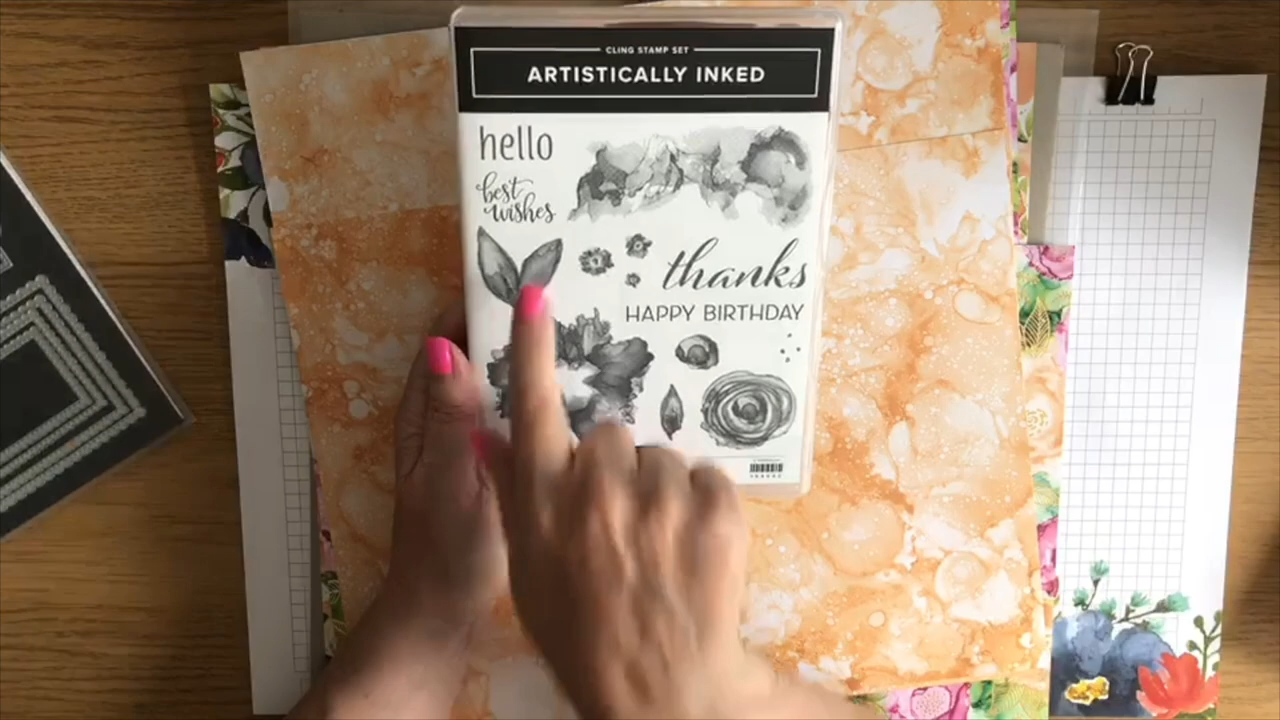 CLING STAMP SET
ARTISTICALLY INKED
hello
best
wishes
thanks
HAPPY BIRTHDAY